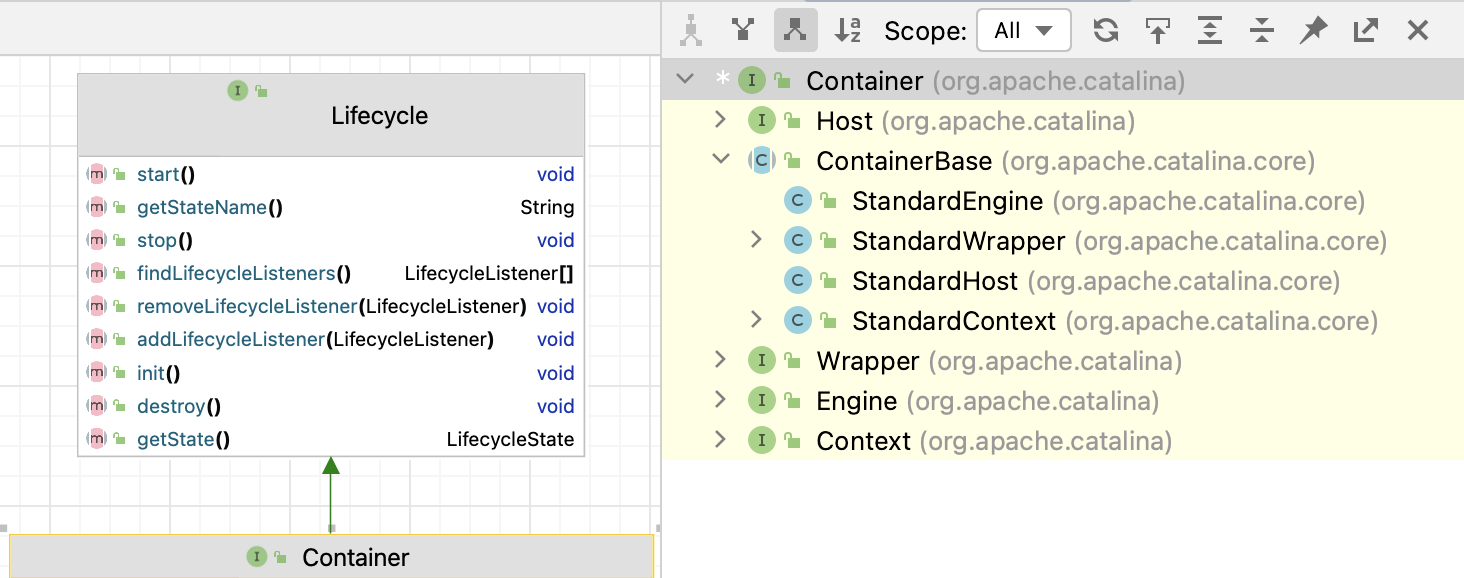 Lifecycle
start() void
getStateName() String
stop() void
findLifecycleListeners() LifecycleListener[]
removeLifecycleListener(LifecycleListener) void
addLifecycleListener(LifecycleListener) void
init() void
destroy() void
getState() LifecycleState
Container
Scope: All
* Container (org.apache.catalina)
Host (org.apache.catalina)
ContainerBase (org.apache.catalina.core)
StandardEngine (org.apache.catalina.core)
StandardWrapper (org.apache.catalina.core)
StandardHost (org.apache.catalina.core)
StandardContext (org.apache.catalina.core)
Wrapper (org.apache.catalina)
Engine (org.apache.catalina)
Context (org.apache.catalina)